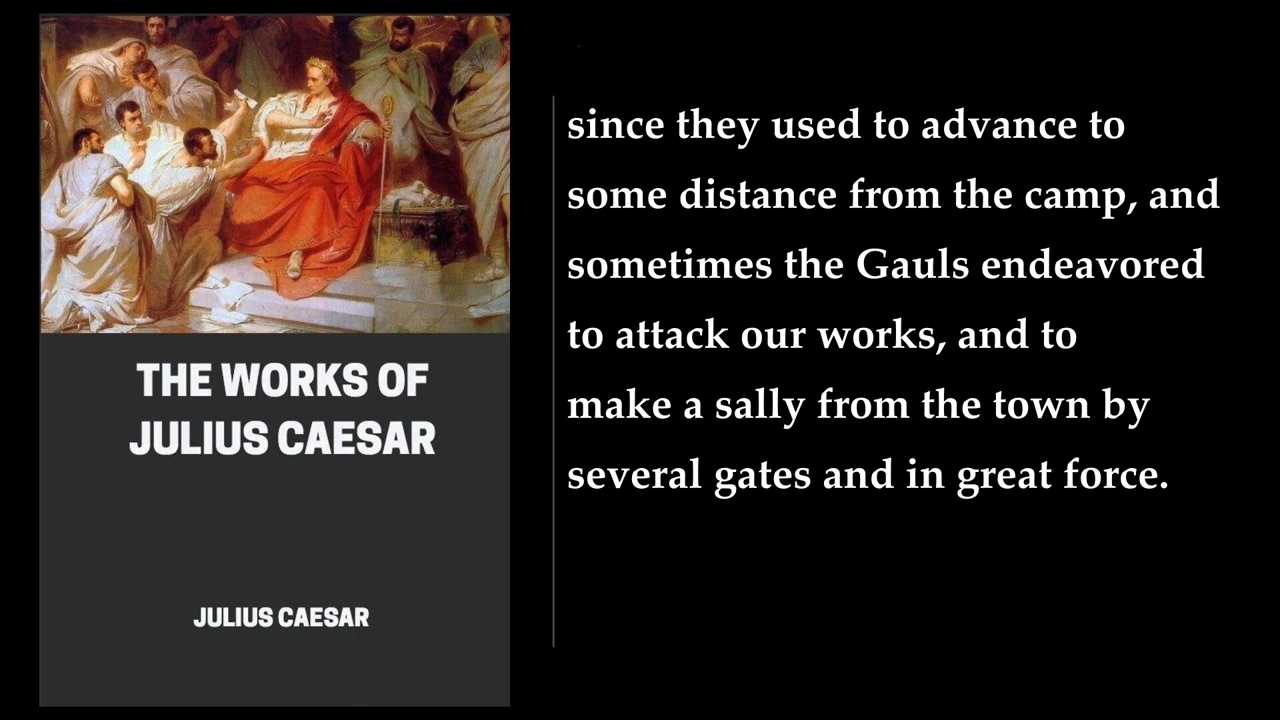 THE WORKS OF
JULIUS CAESAR
JULIUS CAESAR
since they used to advance to
some distance from the camp, and
sometimes the Gauls endeavored
to attack our works, and to
make a sally from the town by
several gates and in great force.